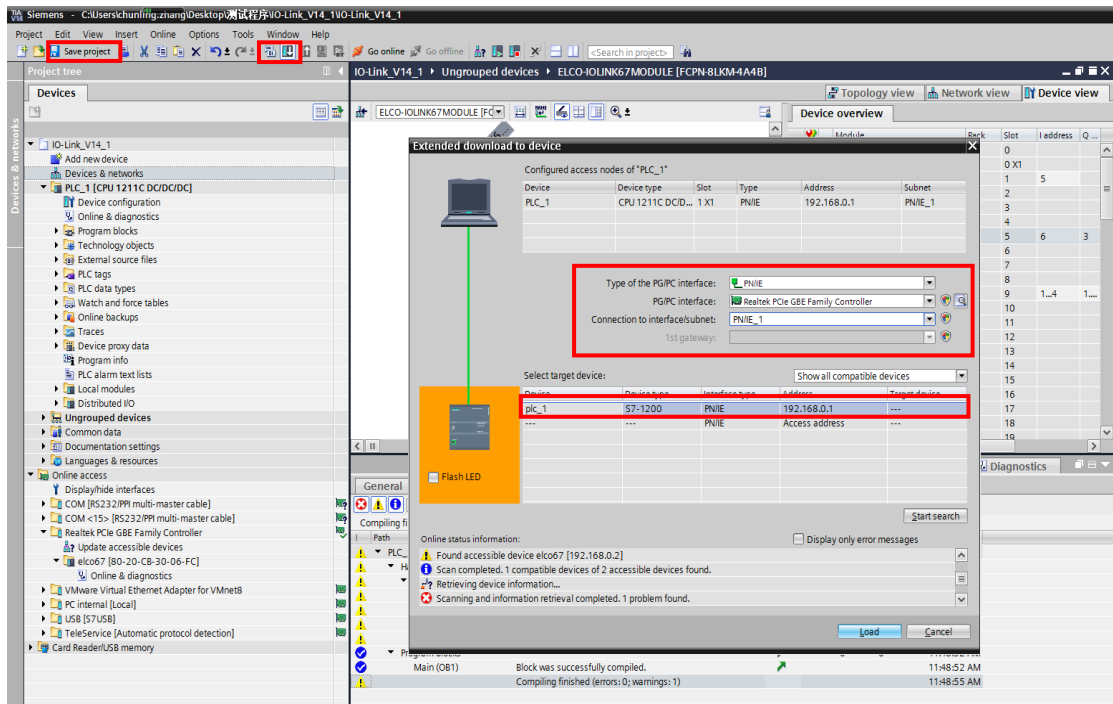 Siemens - C:\Users\chunling.zhang\Desktop\测试程序\IO-Link_V14_1\IO-Link_V14_1
Project Edit View Insert Online Options Tools Window Help
Save project Go online Go offline <Search in project>
Project tree
IO-Link_V14_1 ▸ Ungrouped devices ▸ ELCO-IOLINK67MODULE [FCPN-8LKM-4A4B]
Devices
Topology view Network view Device view
ELCO-IOLINK67MODULE [FC
Device overview
Devices & networks
Module Rack Slot I address Q ...
0
0 X1
1 5
2
3
4
5 6 3
6
7
8
9 1...4 1....
10
11
12
13
14
15
16
17
18
19
IO-Link_V14_1
Add new device
Devices & networks
PLC_1 [CPU 1211C DC/DC/DC]
Device configuration
Online & diagnostics
Program blocks
Technology objects
External source files
PLC tags
PLC data types
Watch and force tables
Online backups
Traces
Device proxy data
Program info
PLC alarm text lists
Local modules
Distributed I/O
Ungrouped devices
Common data
Documentation settings
Languages & resources
Online access
Display/hide interfaces
COM [RS232/PPI multi-master cable]
COM <15> [RS232/PPI multi-master cable]
Realtek PCIe GBE Family Controller
Update accessible devices
elco67 [80-20-CB-30-06-FC]
Online & diagnostics
VMware Virtual Ethernet Adapter for VMnet8
PC internal [Local]
USB [S7USB]
TeleService [Automatic protocol detection]
Card Reader/USB memory
Extended download to device
Configured access nodes of "PLC_1"
Device Device type Slot Type Address Subnet
PLC_1 CPU 1211C DC/D... 1 X1 PN/IE 192.168.0.1 PN/IE_1
Type of the PG/PC interface: PN/IE
PG/PC interface: Realtek PCIe GBE Family Controller
Connection to interface/subnet: PN/IE_1
1st gateway:
Select target device: Show all compatible devices
Device Device type Interface type Address Target device
plc_1 S7-1200 PN/IE 192.168.0.1 ---
--- --- PN/IE Access address ---
Flash LED
Start search
Online status information: Display only error messages
Found accessible device elco67 [192.168.0.2]
Scan completed. 1 compatible devices of 2 accessible devices found.
Retrieving device information...
Scanning and information retrieval completed. 1 problem found.
Load Cancel
Diagnostics
General
Compiling fi
! Path
PLC_
H
Program blocks
Main (OB1) Block was successfully compiled. 11:48:52 AM
Compiling finished (errors: 0; warnings: 1) 11:48:55 AM